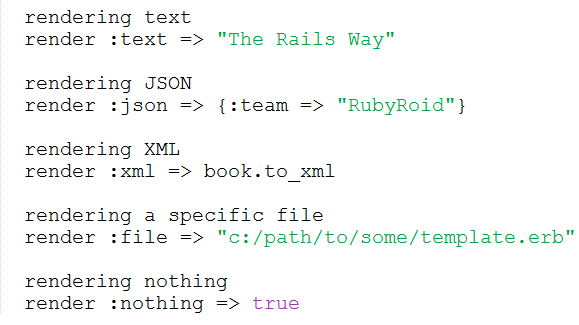 rendering text
render :text => "The Rails Way"
rendering JSON
render :json => {:team => "RubyRoid"}
rendering XML
render :xml => book.to_xml
rendering a specific file
render :file => "c:/path/to/some/template.erb"
rendering nothing
render :nothing => true